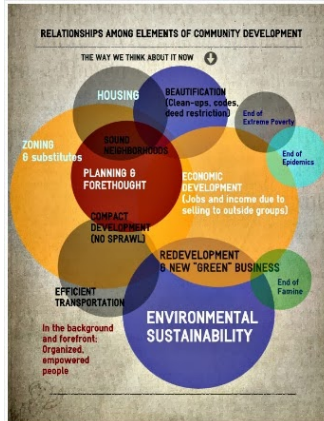 RELATIONSHIPS AMONG ELEMENTS OF COMMUNITY DEVELOPMENT
THE WAY WE THINK ABOUT IT NOW
HOUSING
BEAUTIFICATION
(Clean-ups, codes,
deed restriction)
End of
Extreme Poverty
ZONING
& substitutes
SOUND
NEIGHBORHOODS
End of
Epidemics
PLANNING &
FORETHOUGHT
ECONOMIC
DEVELOPMENT
(Jobs and income due to
selling to outside groups)
COMPACT
DEVELOPMENT
(NO SPRAWL)
REDEVELOPMENT
& NEW "GREEN" BUSINESS
EFFICIENT
TRANSPORTATION
End of
Famine
ENVIRONMENTAL
SUSTAINABILITY
In the background
and forefront:
Organized,
empowered
people